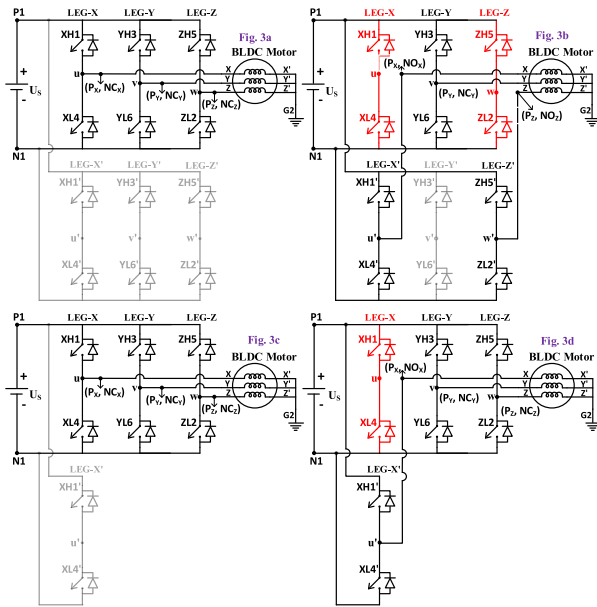 P1 LEG-X LEG-Y LEG-Z
Fig. 3a
XH1 YH3 ZH5
BLDC Motor
+ US -
u v w
X X'
Y Y'
Z Z'
(PX, NCX) (PY, NCY) (PZ, NCZ)
G2
XL4 YL6 ZL2
N1
LEG-X' LEG-Y' LEG-Z'
XH1' YH3' ZH5'
u' v' w'
XL4' YL6' ZL2'
P1 LEG-X LEG-Y LEG-Z
Fig. 3b
XH1 YH3 ZH5
BLDC Motor
(PX, NOX)
+ US -
u v w
X X'
Y Y'
Z Z'
(PY, NCY)
(PZ, NOZ)
G2
XL4 YL6 ZL2
N1
LEG-X' LEG-Y' LEG-Z'
XH1' YH3' ZH5'
u' v' w'
XL4' YL6' ZL2'
P1 LEG-X LEG-Y LEG-Z
Fig. 3c
XH1 YH3 ZH5
BLDC Motor
+ US -
u v w
X X'
Y Y'
Z Z'
(PX, NCX) (PY, NCY) (PZ, NCZ)
G2
XL4 YL6 ZL2
N1
LEG-X'
XH1'
u'
XL4'
P1 LEG-X LEG-Y LEG-Z
Fig. 3d
XH1 YH3 ZH5
BLDC Motor
(PX, NOX)
+ US -
u v w
X X'
Y Y'
Z Z'
(PY, NCY) (PZ, NCZ)
G2
XL4 YL6 ZL2
N1
LEG-X'
XH1'
u'
XL4'